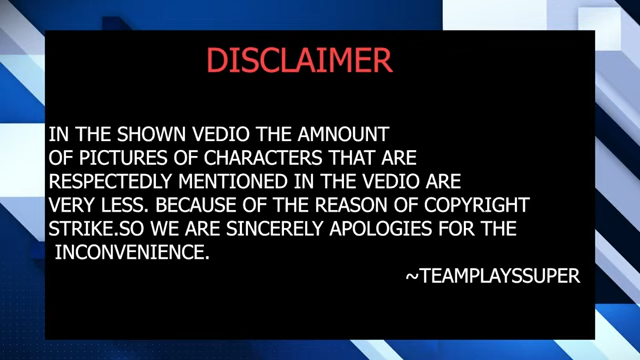 DISCLAIMER
IN THE SHOWN VEDIO THE AMNOUNT
OF PICTURES OF CHARACTERS THAT ARE
RESPECTEDLY MENTIONED IN THE VEDIO ARE
VERY LESS. BECAUSE OF THE REASON OF COPYRIGHT
STRIKE.SO WE ARE SINCERELY APOLOGIES FOR THE
INCONVENIENCE.
~TEAMPLAYSSUPER